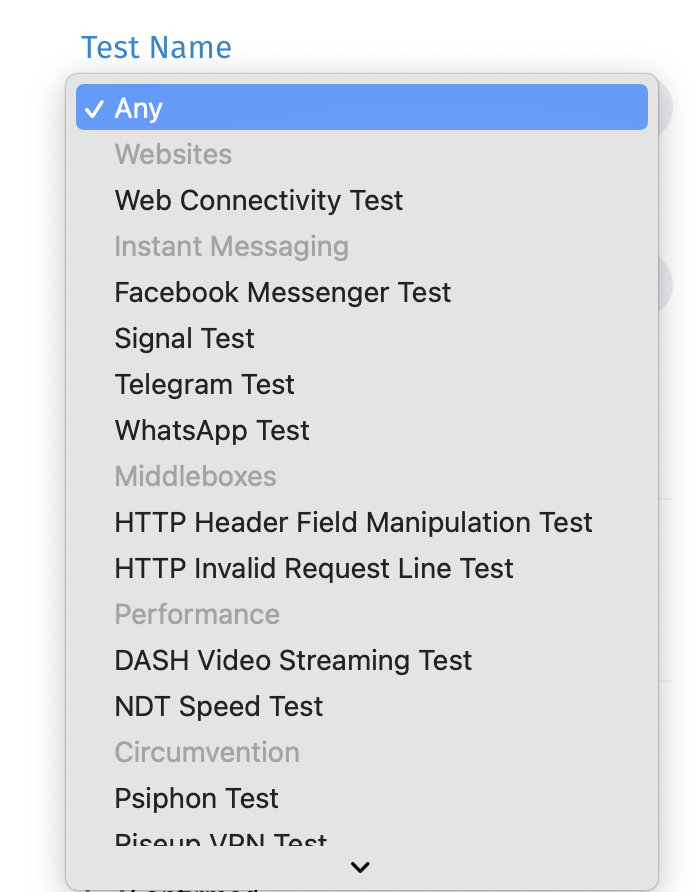 Test Name
✓ Any
Websites
Web Connectivity Test
Instant Messaging
Facebook Messenger Test
Signal Test
Telegram Test
WhatsApp Test
Middleboxes
HTTP Header Field Manipulation Test
HTTP Invalid Request Line Test
Performance
DASH Video Streaming Test
NDT Speed Test
Circumvention
Psiphon Test
Riseup VPN Test